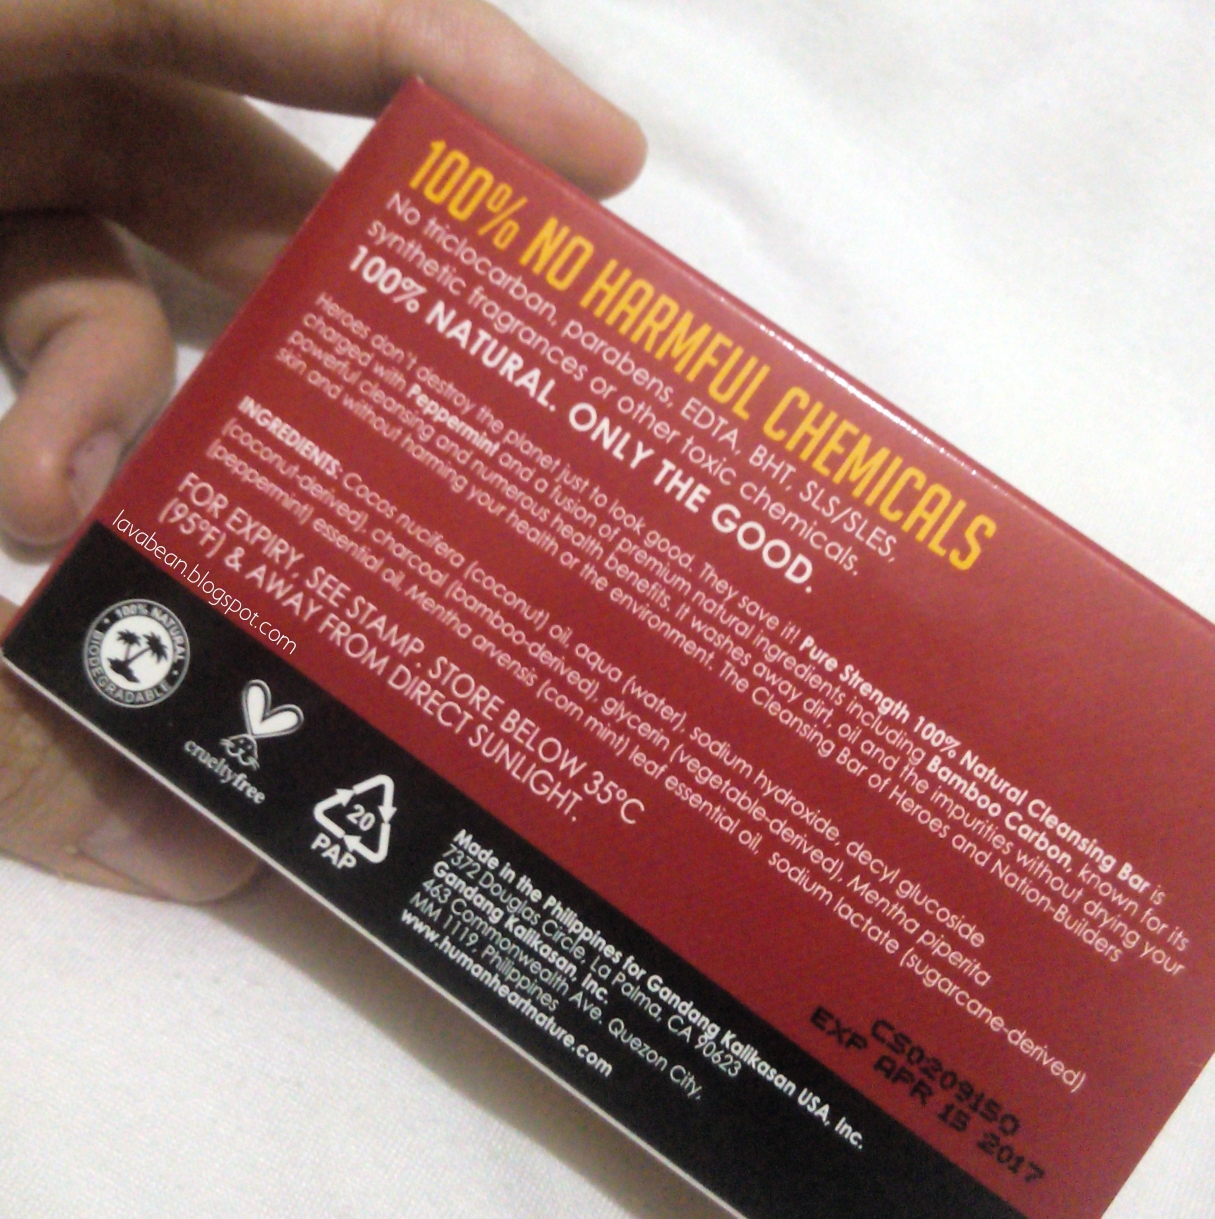 100% NO HARMFUL CHEMICALS
No triclocarban, parabens, EDTA, BHT, SLS/SLES,
synthetic fragrances or other toxic chemicals.
100% NATURAL. ONLY THE GOOD.
Heroes don't destroy the planet just to look good. They save it! Pure Strength 100% Natural Cleansing Bar is
charged with Peppermint and a fusion of premium natural ingredients including Bamboo Carbon, known for its
powerful cleansing and numerous health benefits. It washes away dirt, oil and the impurities without drying your
skin and without harming your health or the environment. The Cleansing Bar of Heroes and Nation-Builders
INGREDIENTS: Cocos nucifera (coconut) oil, aqua (water), sodium hydroxide, decyl glucoside
(coconut-derived), charcoal (bamboo-derived), glycerin (vegetable-derived), Mentha piperita
(peppermint) essential oil, Mentha arvensis (corn mint) leaf essential oil, sodium lactate (sugarcane-derived)
FOR EXPIRY, SEE STAMP. STORE BELOW 35°C
(95°F) & AWAY FROM DIRECT SUNLIGHT.
lavabean.blogspot.com
100% NATURAL
BIODEGRADABLE
crueltyfree
20
PAP
Made in the Philippines for Gandang Kalikasan USA, Inc.
7372 Douglas Circle, La Palma, CA 90623
Gandang Kalikasan, Inc.
463 Commonwealth Ave. Quezon City,
MM 1119, Philippines
www.humanheartnature.com
CS020915O
EXP APR 15 2017